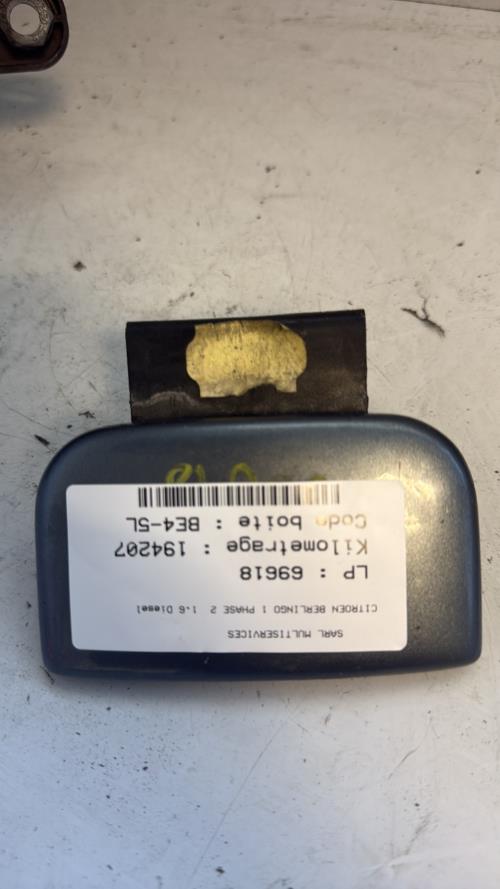 SARL MULTISERVICES
CITROEN BERLINGO 1 PHASE 2 1.6 Diesel
LP : 69618
Kilometrage : 194207
Code boite : BE4-5L